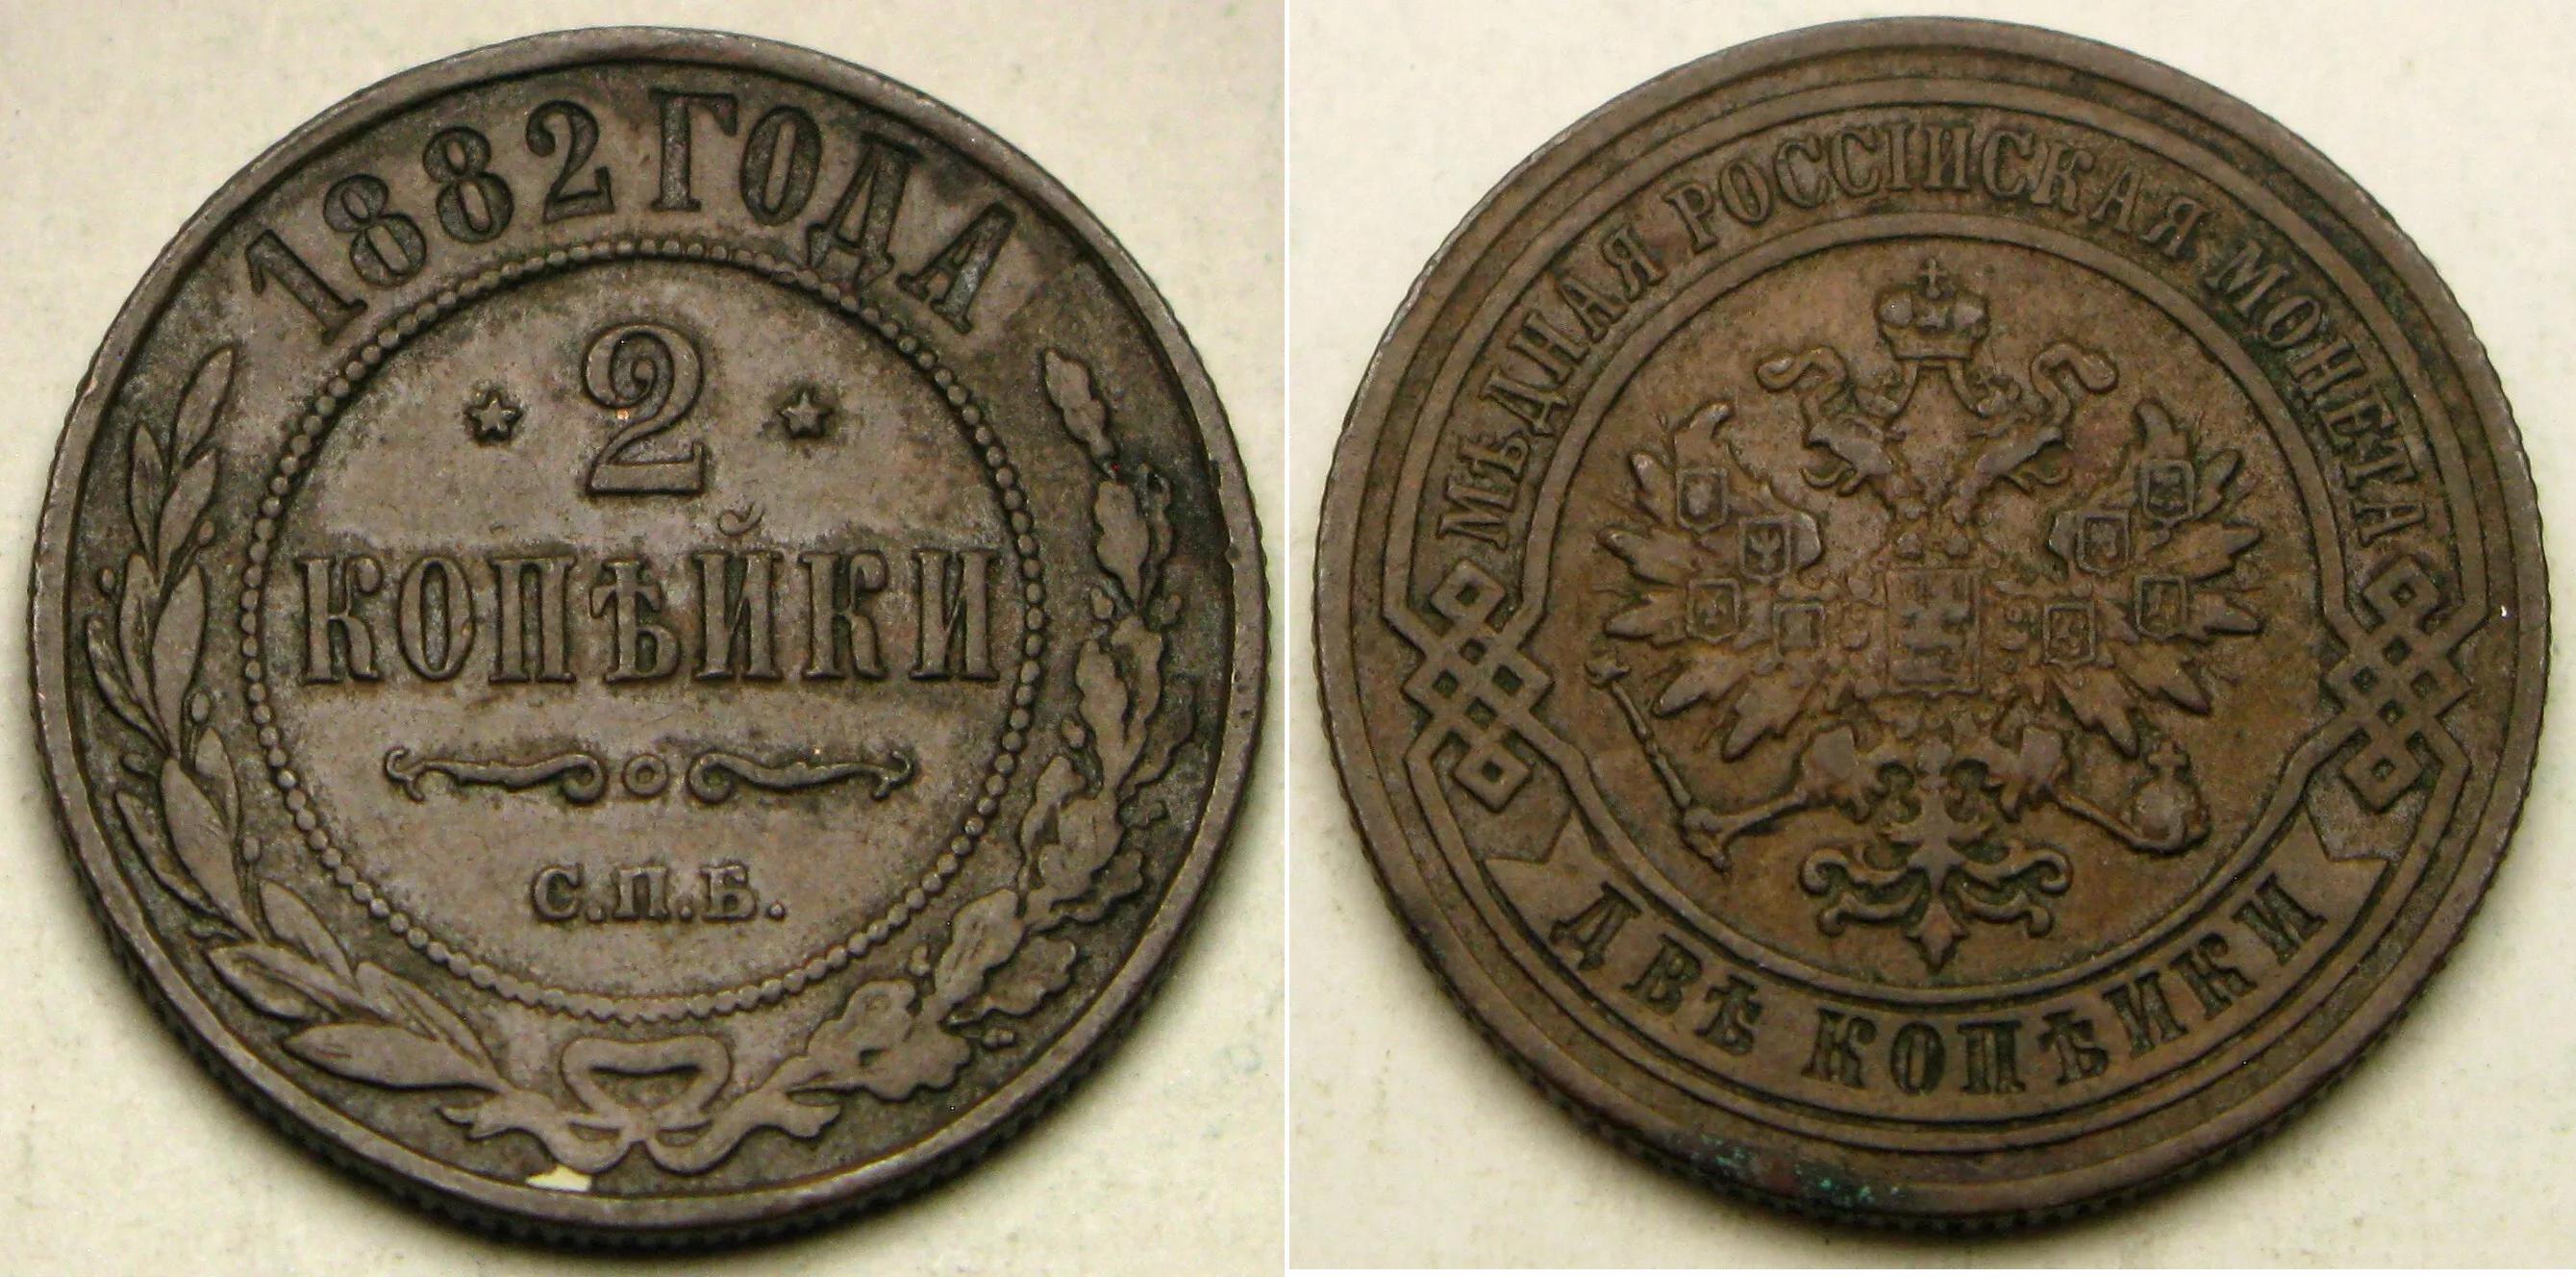 1882 ГОДА
2
КОПѢЙКИ
С.П.Б.
МѢДНАЯ РОССІЙСКАЯ МОНЕТА
ДВѢ КОПѢЙКИ